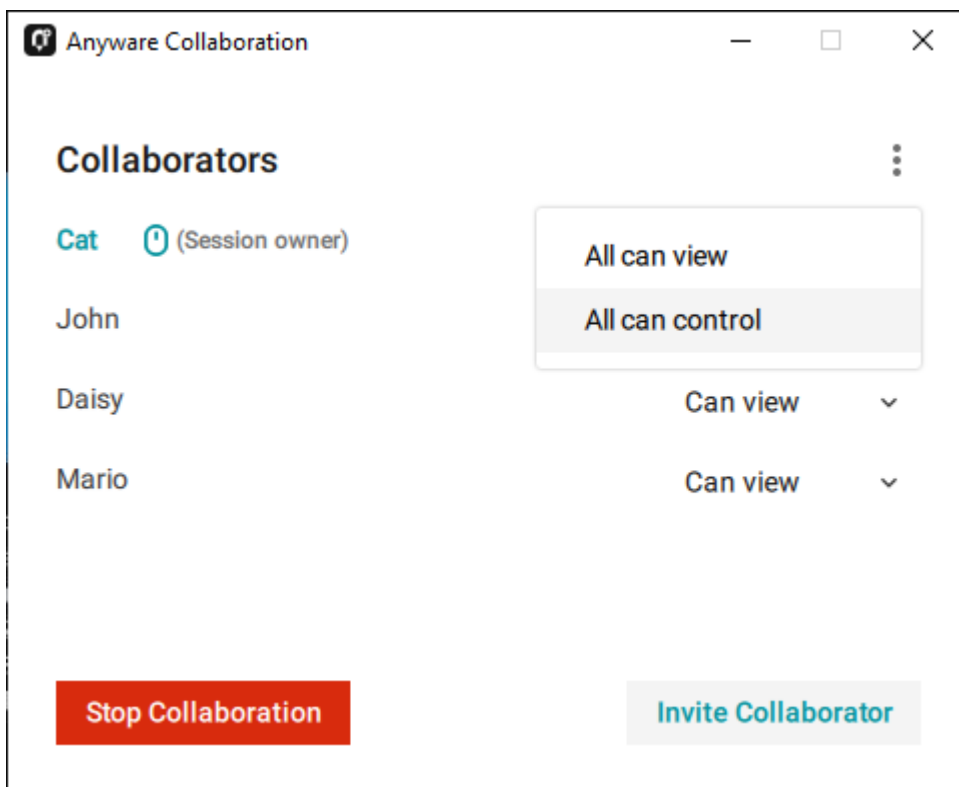 Anyware Collaboration
Collaborators
Cat (Session owner)
All can view
John
All can control
Daisy
Can view
Mario
Can view
Stop Collaboration
Invite Collaborator